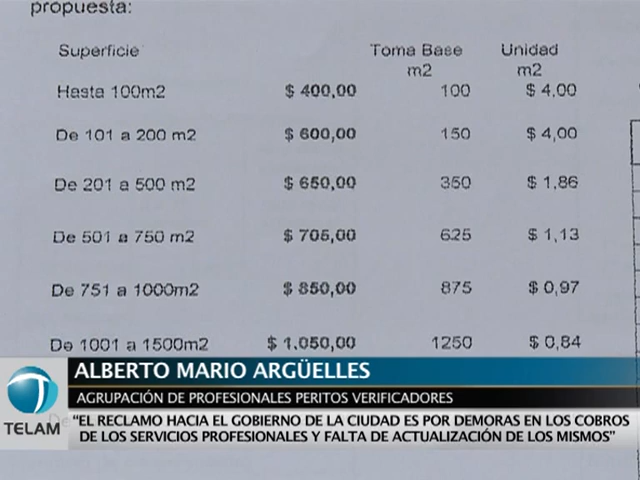 propuesta:
Superficie Toma Base m2 Unidad m2
Hasta 100m2 $ 400,00 100 $ 4,00
De 101 a 200 m2 $ 600,00 150 $ 4,00
De 201 a 500 m2 $ 650,00 350 $ 1,86
De 501 a 750 m2 $ 705,00 625 $ 1,13
De 751 a 1000m2 $ 850,00 875 $ 0,97
De 1001 a 1500m2 $ 1.050,00 1250 $ 0,84
ALBERTO MARIO ARGÜELLES
AGRUPACIÓN DE PROFESIONALES PERITOS VERIFICADORES
TELAM
"EL RECLAMO HACIA EL GOBIERNO DE LA CIUDAD ES POR DEMORAS EN LOS COBROS
DE LOS SERVICIOS PROFESIONALES Y FALTA DE ACTUALIZACIÓN DE LOS MISMOS"